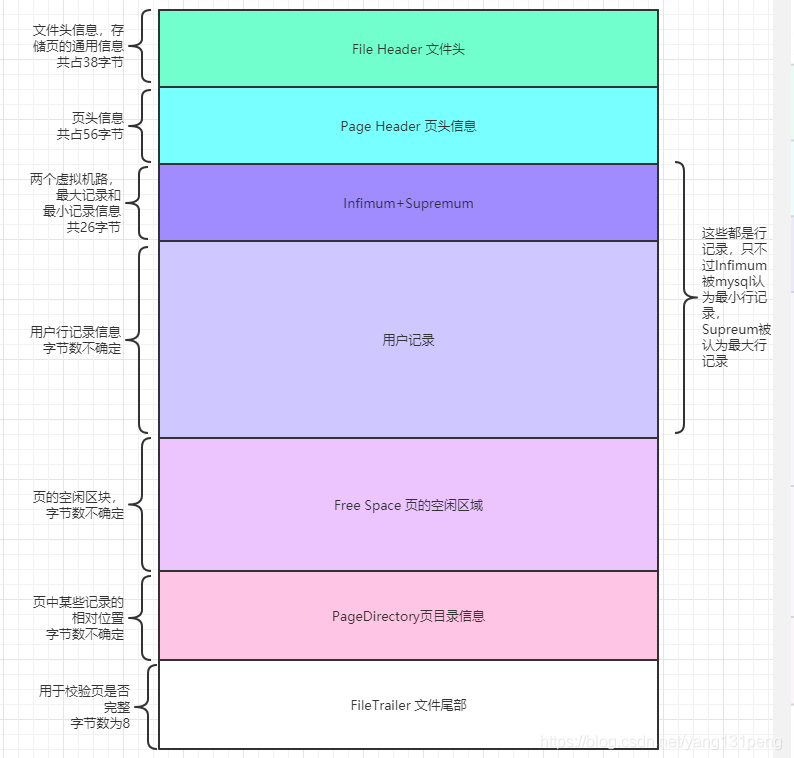 文件头信息，存
储页的通用信息
共占38字节
File Header 文件头
页头信息
共占56字节
Page Header 页头信息
两个虚拟机路，
最大记录和
最小记录信息
共26字节
Infimum+Supremum
用户行记录信息
字节数不确定
用户记录
这些都是行
记录，只不
过Infimum
被mysql认
为最小行记
录，
Supreum被
认为最大行
记录
页的空闲区块，
字节数不确定
Free Space 页的空闲区域
页中某些记录的
相对位置
字节数不确定
PageDirectory页目录信息
用于校验页是否
完整
字节数为8
FileTrailer 文件尾部
https://blog.csdn.net/yang131peng